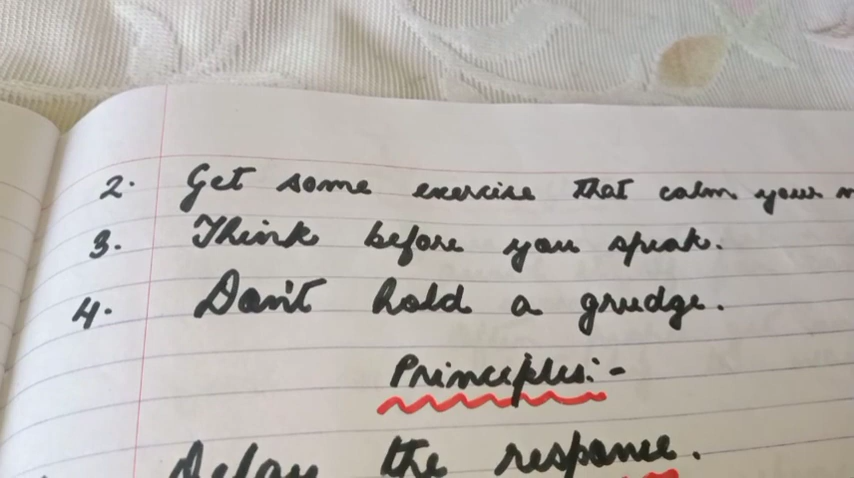 2. Get some exercise that calm your
3. Think before you speak.
4. Don't hold a grudge.
Principles:-
Delay the response.